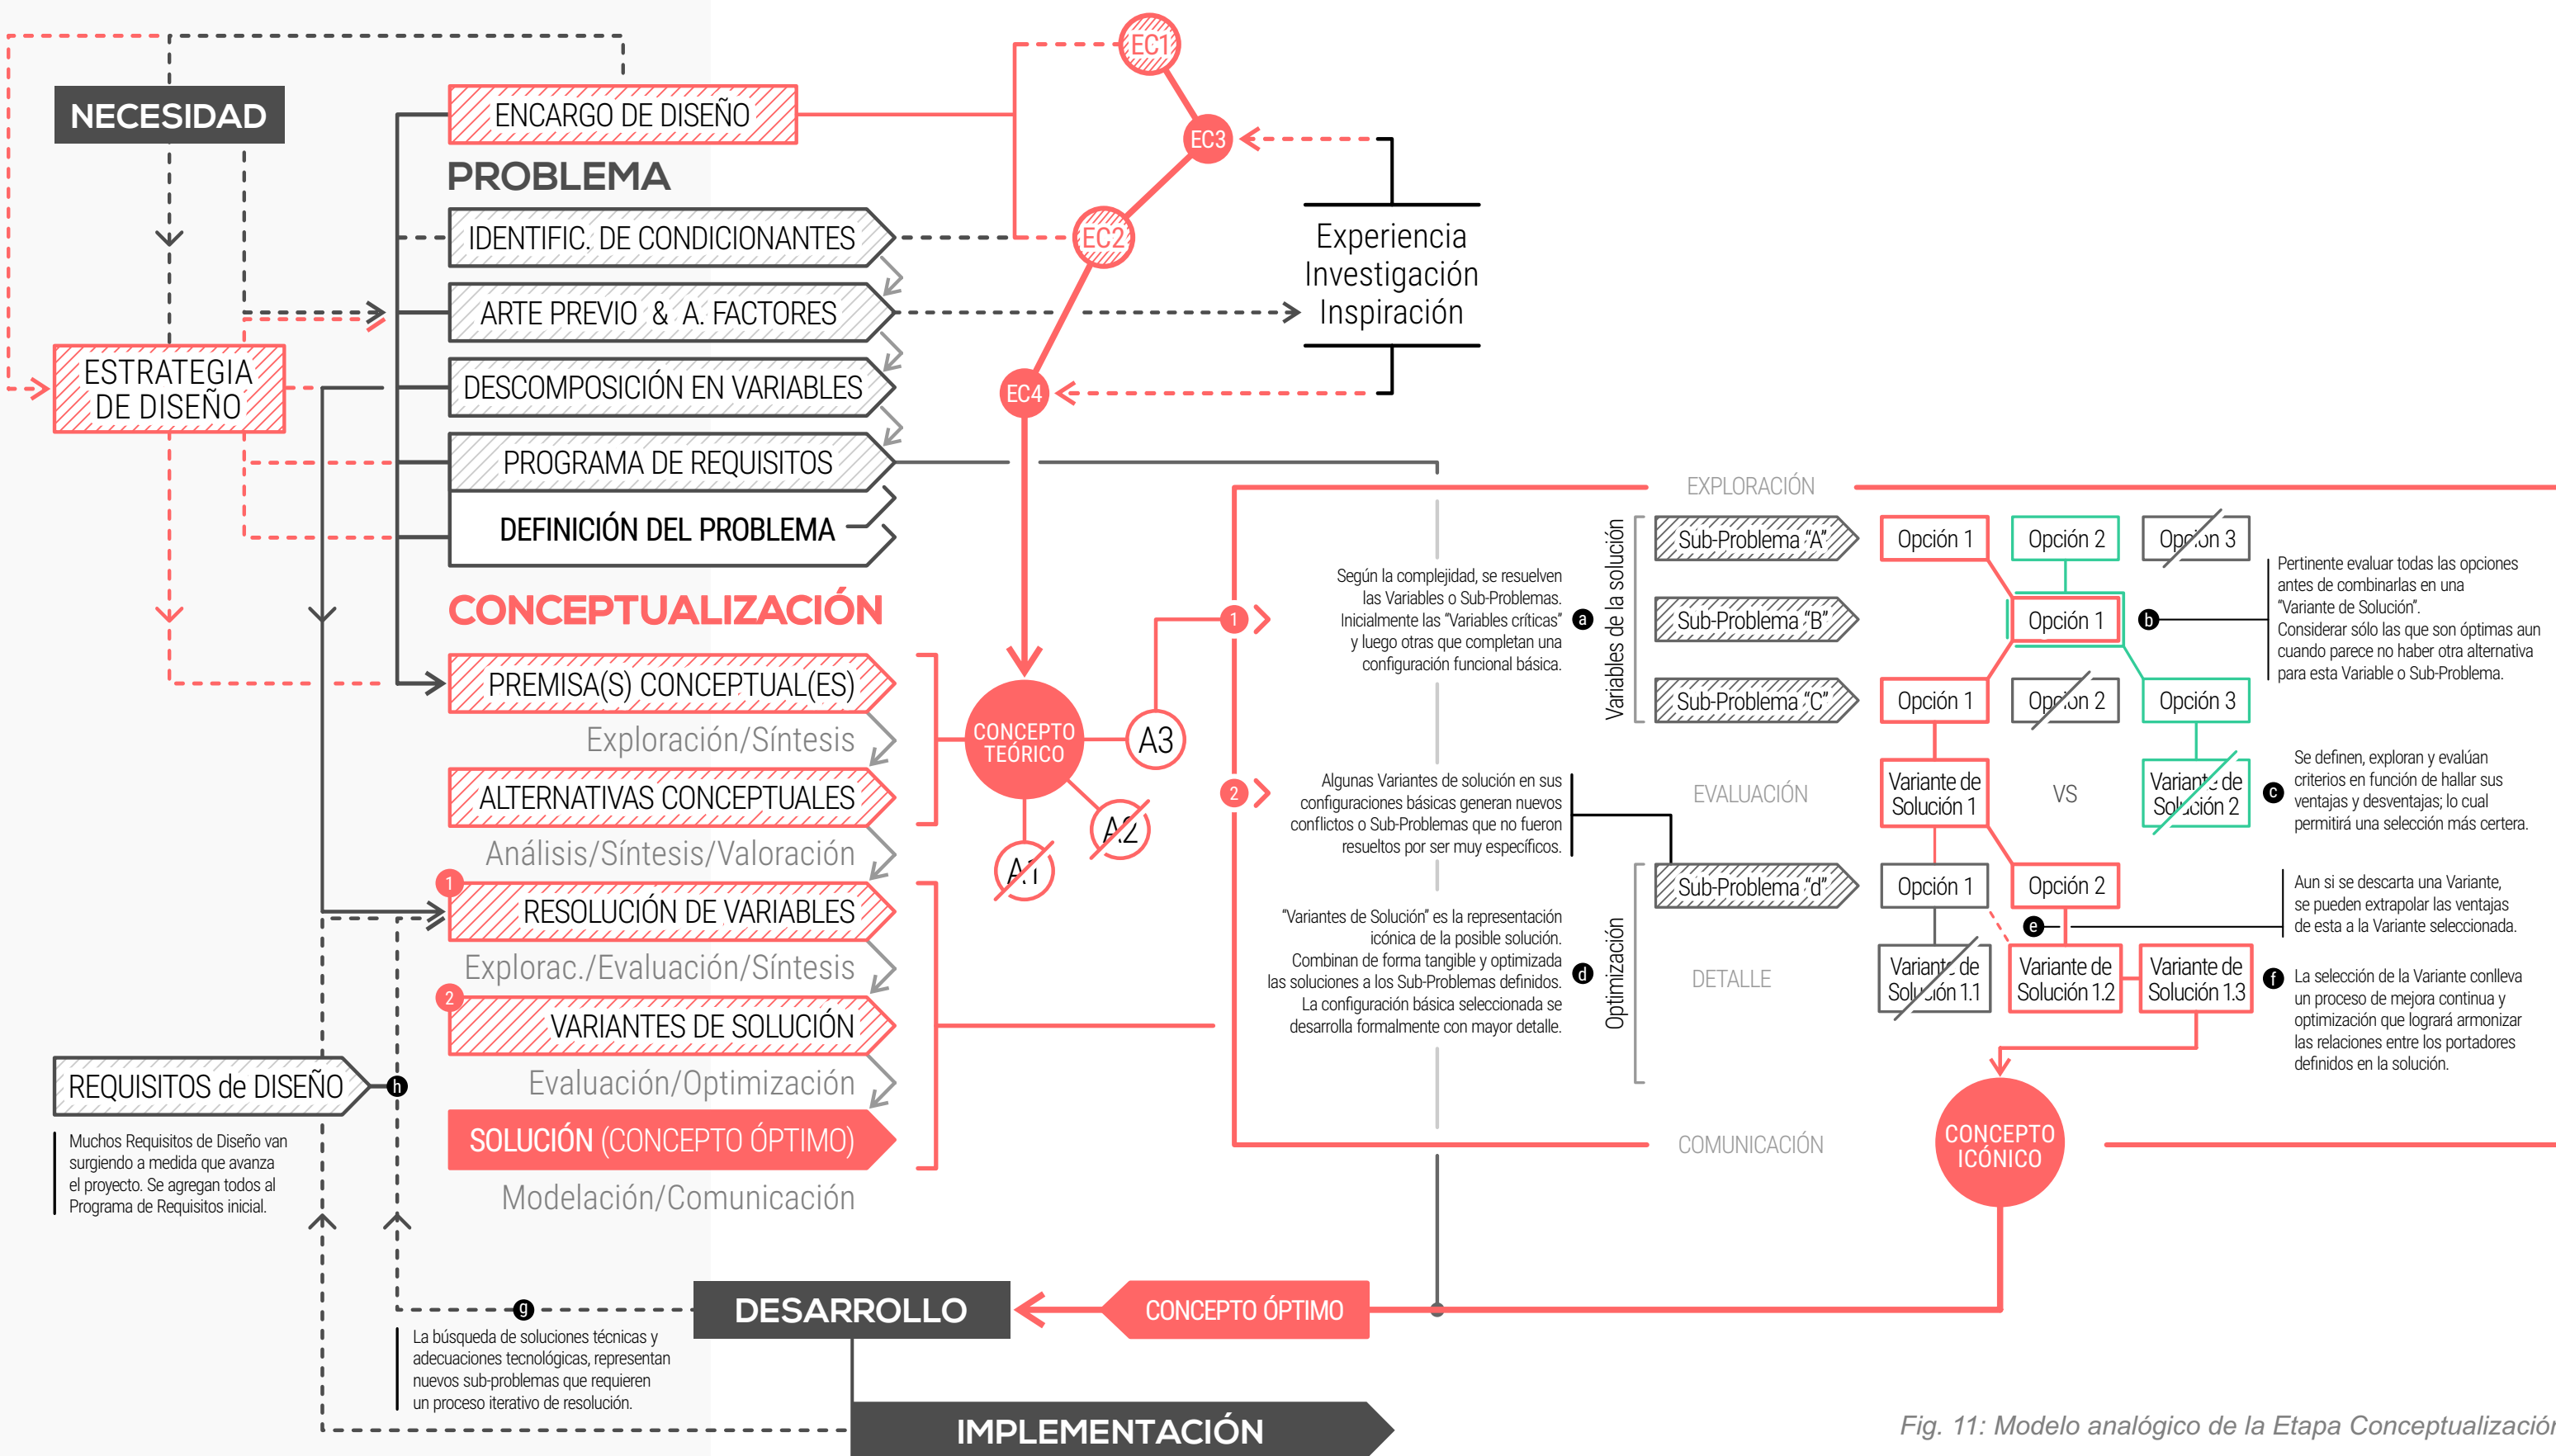 NECESIDAD
ENCARGO DE DISEÑO
PROBLEMA
IDENTIFIC. DE CONDICIONANTES
ARTE PREVIO & A. FACTORES
DESCOMPOSICIÓN EN VARIABLES
PROGRAMA DE REQUISITOS
DEFINICIÓN DEL PROBLEMA
ESTRATEGIA
DE DISEÑO
EC1
EC3
EC2
EC4
Experiencia
Investigación
Inspiración
CONCEPTUALIZACIÓN
PREMISA(S) CONCEPTUAL(ES)
Exploración/Síntesis
ALTERNATIVAS CONCEPTUALES
Análisis/Síntesis/Valoración
1
RESOLUCIÓN DE VARIABLES
Explorac./Evaluación/Síntesis
2
VARIANTES DE SOLUCIÓN
Evaluación/Optimización
SOLUCIÓN (CONCEPTO ÓPTIMO)
Modelación/Comunicación
CONCEPTO
TEÓRICO
A3
A2
A1
REQUISITOS de DISEÑO
h
Muchos Requisitos de Diseño van
surgiendo a medida que avanza
el proyecto. Se agregan todos al
Programa de Requisitos inicial.
g
La búsqueda de soluciones técnicas y
adecuaciones tecnológicas, representan
nuevos sub-problemas que requieren
un proceso iterativo de resolución.
DESARROLLO
CONCEPTO ÓPTIMO
IMPLEMENTACIÓN
1
2
Según la complejidad, se resuelven
las Variables o Sub-Problemas.
Inicialmente las "Variables críticas"
y luego otras que completan una
configuración funcional básica.
a
Variables de la solución
Algunas Variantes de solución en sus
configuraciones básicas generan nuevos
conflictos o Sub-Problemas que no fueron
resueltos por ser muy específicos.
"Variantes de Solución" es la representación
icónica de la posible solución.
Combinan de forma tangible y optimizada
las soluciones a los Sub-Problemas definidos.
La configuración básica seleccionada se
desarrolla formalmente con mayor detalle.
d
Optimización
EXPLORACIÓN
Sub-Problema "A"
Opción 1
Opción 2
Opción 3
Sub-Problema "B"
Opción 1
b
Pertinente evaluar todas las opciones
antes de combinarlas en una
"Variante de Solución".
Considerar sólo las que son óptimas aun
cuando parece no haber otra alternativa
para esta Variable o Sub-Problema.
Sub-Problema "C"
Opción 1
Opción 2
Opción 3
EVALUACIÓN
Variante de
Solución 1
VS
Variante de
Solución 2
c
Se definen, exploran y evalúan
criterios en función de hallar sus
ventajas y desventajas; lo cual
permitirá una selección más certera.
Sub-Problema "d"
Opción 1
Opción 2
e
Aun si se descarta una Variante,
se pueden extrapolar las ventajas
de esta a la Variante seleccionada.
DETALLE
Variante de
Solución 1.1
Variante de
Solución 1.2
Variante de
Solución 1.3
f
La selección de la Variante conlleva
un proceso de mejora continua y
optimización que logrará armonizar
las relaciones entre los portadores
definidos en la solución.
COMUNICACIÓN
CONCEPTO
ICÓNICO
Fig. 11: Modelo analógico de la Etapa Conceptualización